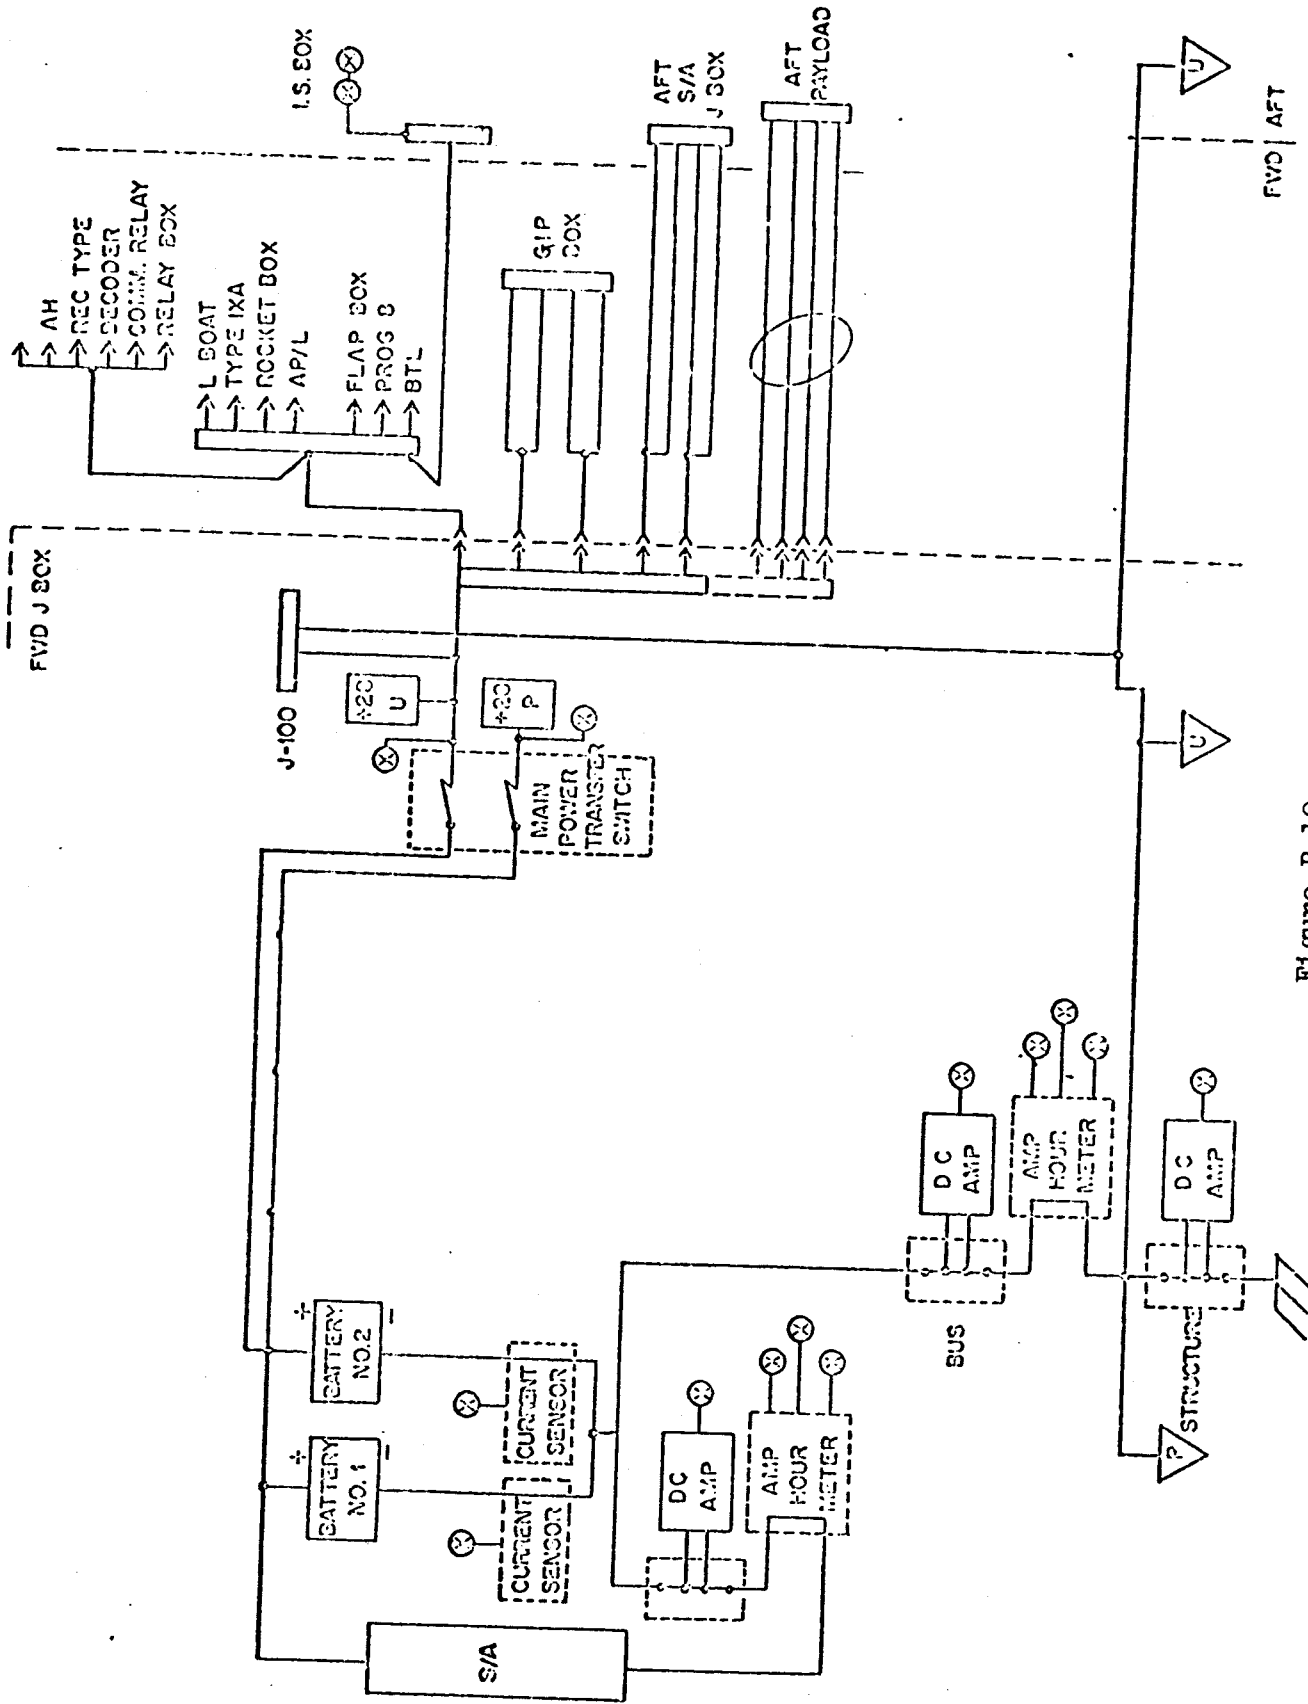 FWD J BOX
AH
REC TYPE
DECODER
COMM. RELAY
RELAY BOX
L BOAT
TYPE IXA
ROCKET BOX
AP/L
FLAP BOX
PROG B
BTL
I.S. BOX
GIP
BOX
AFT
S/A
J BOX
AFT
PAYLOAD
J-100
U
P
MAIN
POWER
TRANSFER
SWITCH
BATTERY
NO. 2
+
-
BATTERY
NO. 1
+
-
CURRENT
SENSOR
CURRENT
SENSOR
S/A
DC
AMP
AMP
HOUR
METER
BUS
DC
AMP
AMP
HOUR
METER
STRUCTURE
DC
AMP
P
U
U
FWD | AFT
Figure